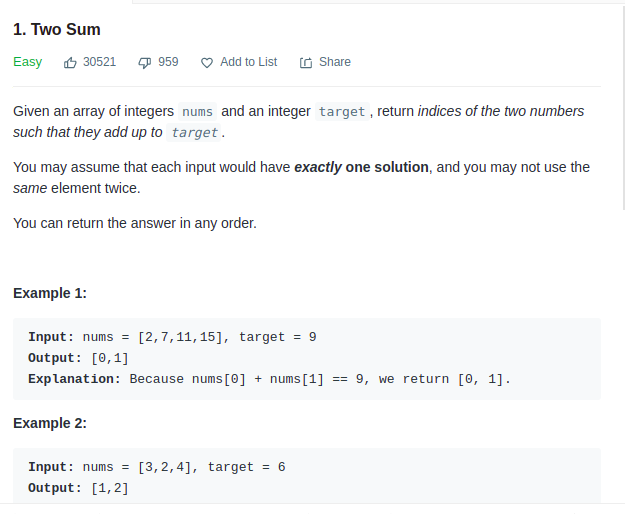 1. Two Sum
Easy 30521 959 Add to List Share
Given an array of integers nums and an integer target, return indices of the two numbers
such that they add up to target.
You may assume that each input would have exactly one solution, and you may not use the
same element twice.
You can return the answer in any order.
Example 1:
Input: nums = [2,7,11,15], target = 9
Output: [0,1]
Explanation: Because nums[0] + nums[1] == 9, we return [0, 1].
Example 2:
Input: nums = [3,2,4], target = 6
Output: [1,2]